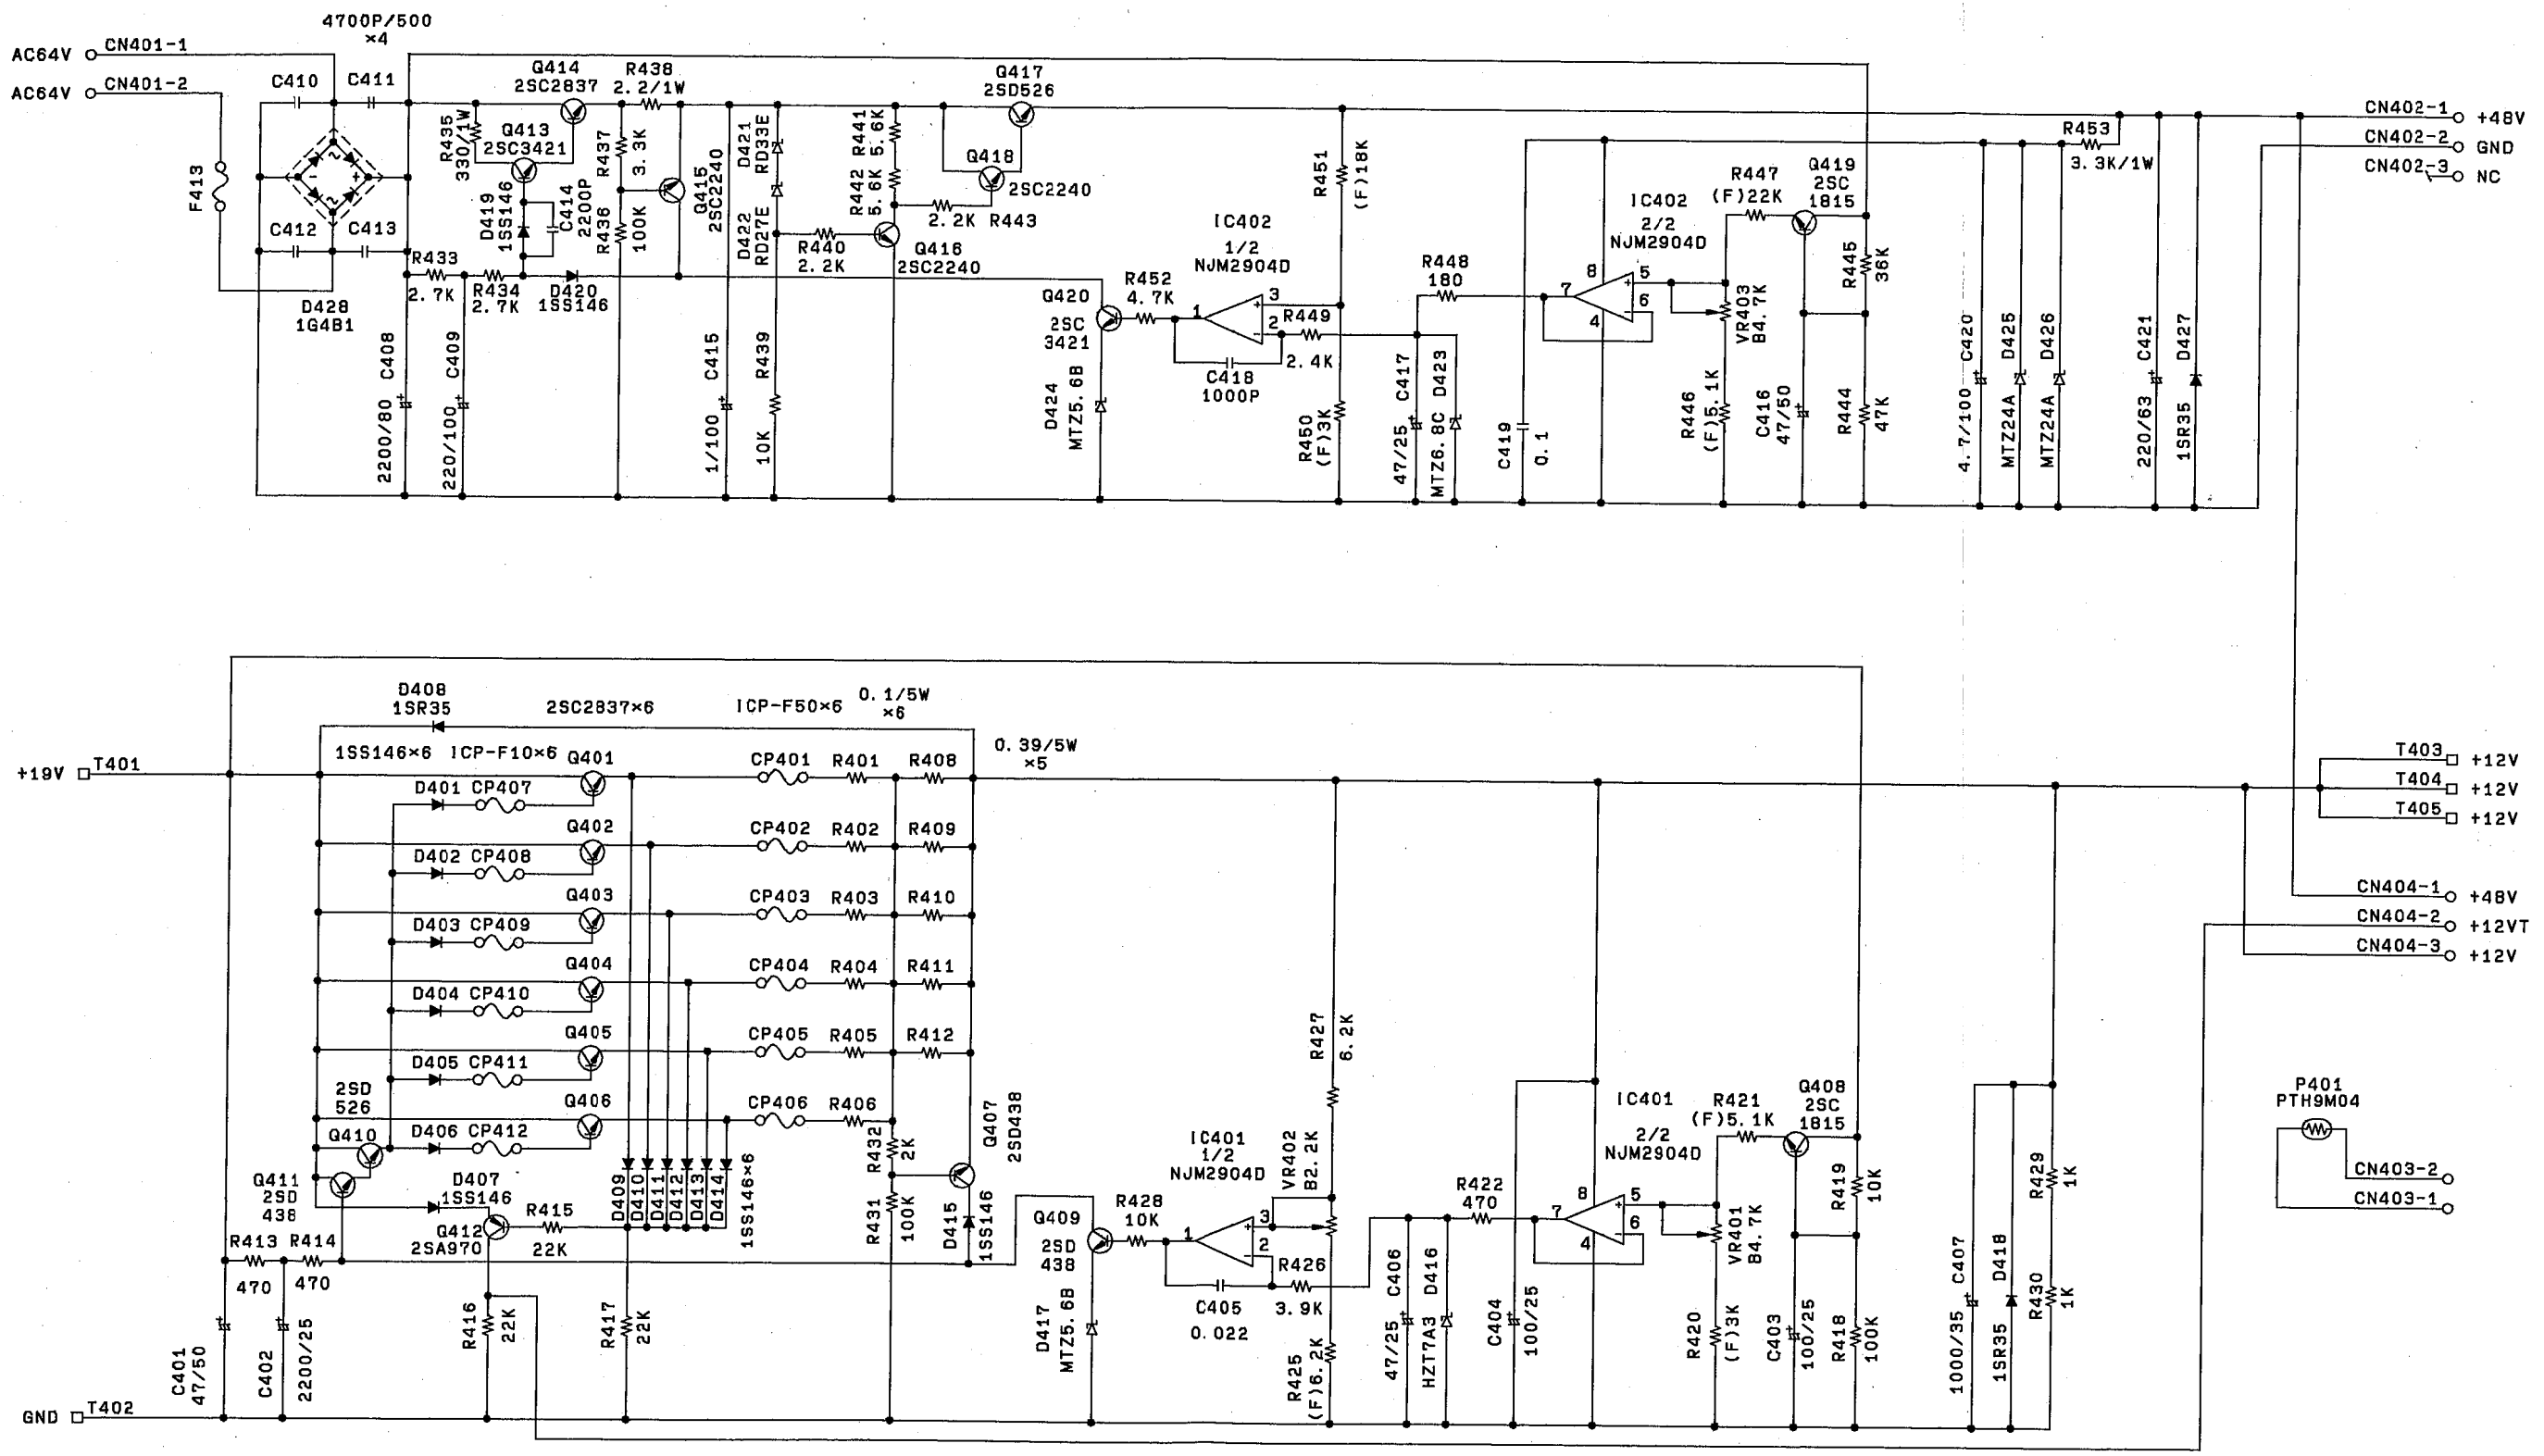 4700P/500
×4
AC64V CN401-1
AC64V CN401-2
C410 C411
F413
C412 C413
D428
1G4B1
Q414
2SC2837
R438
2.2/1W
R435
330/1W
Q413
2SC3421
R437
3.3K
D419
1SS146
C414
2200P
R436
100K
Q415
2SC2240
D421
RD33E
D422
RD27E
R441
5.6K
R442
5.6K
Q417
2SD526
Q418
2SC2240
2.2K R443
R440
2.2K
Q416
2SC2240
R433
2.7K
R434
2.7K
D420
1SS146
C408
2200/80
C409
220/100
C415
1/100
R439
10K
Q420
2SC
3421
R452
4.7K
D424
MTZ5.6B
IC402
1/2
NJM2904D
1
3
2
R449
2.4K
C418
1000P
R451
(F)18K
R450
(F)3K
R448
180
C417
47/25
D423
MTZ6.8C
C419
0.1
IC402
2/2
NJM2904D
8
7
5
6
4
R447
(F)22K
Q419
2SC
1815
VR403
B4.7K
R446
(F)5.1K
C416
47/50
R445
36K
R444
47K
R453
3.3K/1W
C420
4.7/100
D425
MTZ24A
D426
MTZ24A
C421
220/63
D427
1SR35
CN402-1 +48V
CN402-2 GND
CN402-3 NC
D408
1SR35
2SC2837×6
ICP-F50×6
0.1/5W
×6
+19V T401
1SS146×6 ICP-F10×6
0.39/5W
×5
Q401 CP401 R401 R408
D401 CP407
Q402 CP402 R402 R409
D402 CP408
Q403 CP403 R403 R410
D403 CP409
Q404 CP404 R404 R411
D404 CP410
Q405 CP405 R405 R412
D405 CP411
2SD
526
Q410
Q406 CP406 R406
D406 CP412
Q411
2SD
438
D407
1SS146
Q412
2SA970
R415
22K
D409
D410
D411
D412
D413
D414
1SS146×6
R432
2K
R431
100K
Q407
2SD438
D415
1SS146
R413
470
R414
470
C401
47/50
C402
2200/25
R416
22K
R417
22K
Q409
2SD
438
R428
10K
D417
MTZ5.6B
IC401
1/2
NJM2904D
1
3
2
C405
0.022
R426
3.9K
VR402
B2.2K
R427
6.2K
R425
(F)6.2K
C406
47/25
D416
HZT7A3
R422
470
C404
100/25
IC401
2/2
NJM2904D
8
7
5
6
4
R421
(F)5.1K
Q408
2SC
1815
VR401
B4.7K
R420
(F)3K
C403
100/25
R419
10K
R418
100K
C407
1000/35
D418
1SR35
R429
1K
R430
1K
T403 +12V
T404 +12V
T405 +12V
CN404-1 +48V
CN404-2 +12VT
CN404-3 +12V
P401
PTH9M04
CN403-2
CN403-1
GND T402